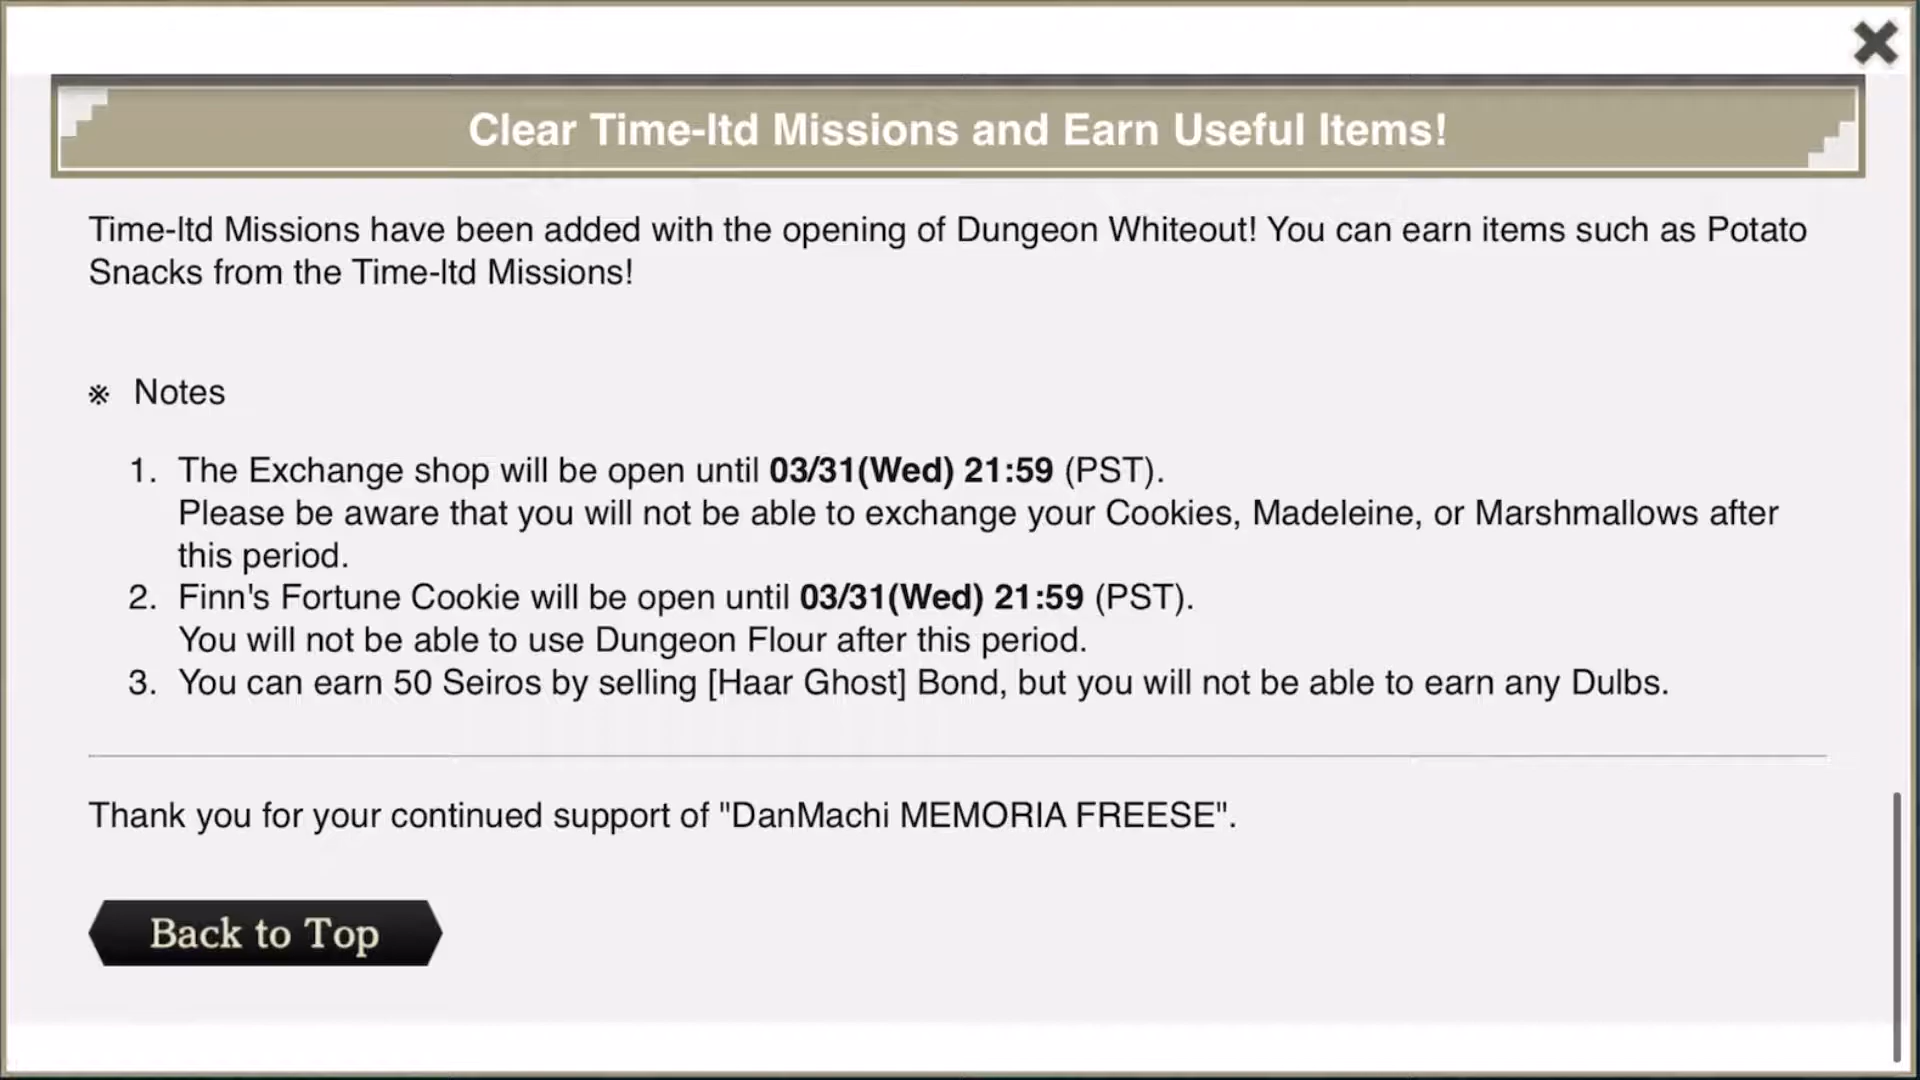 Clear Time-ltd Missions and Earn Useful Items!
Time-ltd Missions have been added with the opening of Dungeon Whiteout! You can earn items such as Potato
Snacks from the Time-ltd Missions!
※ Notes
1. The Exchange shop will be open until 03/31(Wed) 21:59 (PST).
Please be aware that you will not be able to exchange your Cookies, Madeleine, or Marshmallows after
this period.
2. Finn's Fortune Cookie will be open until 03/31(Wed) 21:59 (PST).
You will not be able to use Dungeon Flour after this period.
3. You can earn 50 Seiros by selling [Haar Ghost] Bond, but you will not be able to earn any Dulbs.
Thank you for your continued support of "DanMachi MEMORIA FREESE".
Back to Top